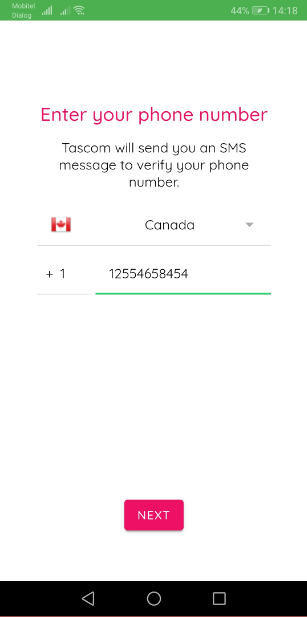 Mobitel
Dialog
44% 14:18
Enter your phone number
Tascom will send you an SMS
message to verify your phone
number.
Canada
+ 1 12554658454
NEXT